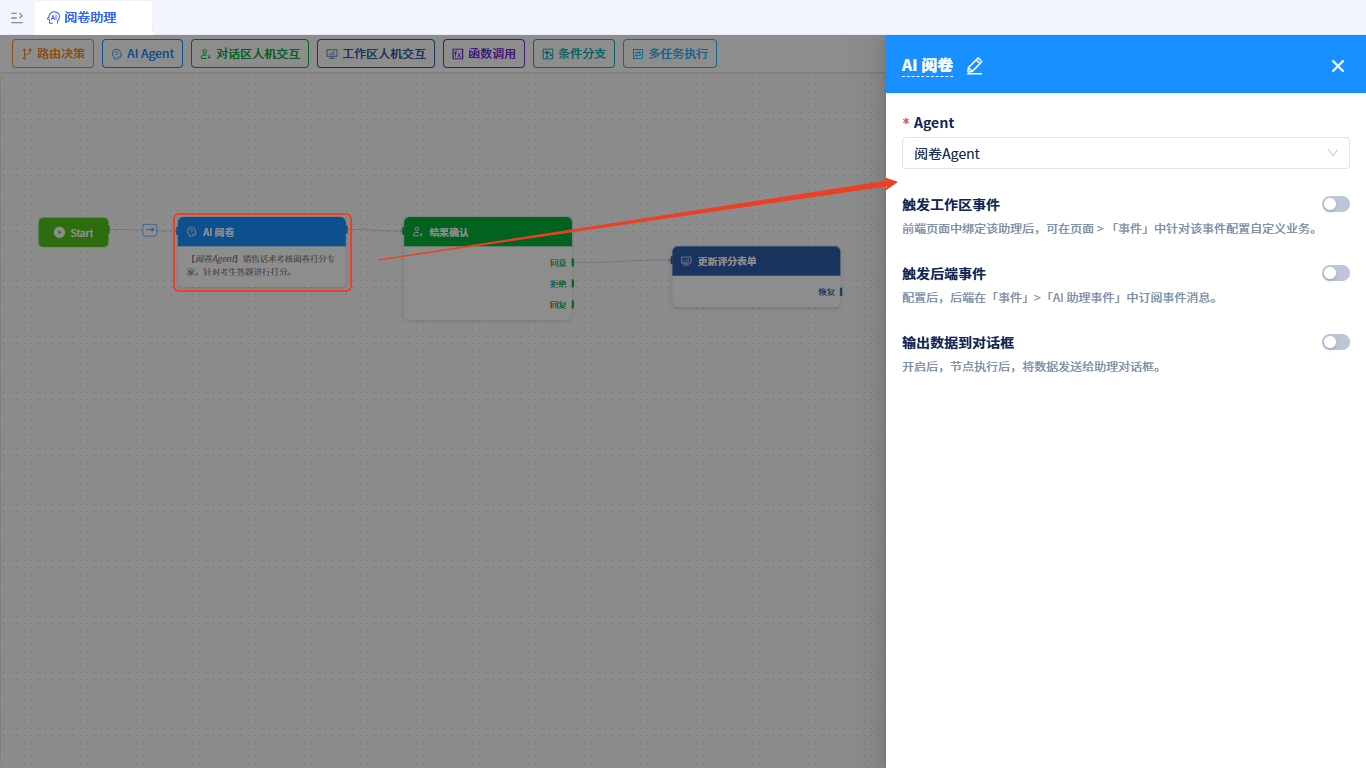 阅卷助理
路由决策
AI Agent
对话区人机交互
工作区人机交互
函数调用
条件分支
多任务执行
AI 阅卷
* Agent
阅卷Agent
触发工作区事件
前端页面中绑定该助理后，可在页面 > 「事件」中针对该事件配置自定义业务。
触发后端事件
配置后，后端在「事件」>「AI 助理事件」中订阅事件消息。
输出数据到对话框
开启后，节点执行后，将数据发送给助理对话框。
Start
AI 阅卷
【阅卷Agent】销售话术考核阅卷打分专
家，针对考生答题进行打分。
结果确认
同意
拒绝
回复
更新评分表单
恢复